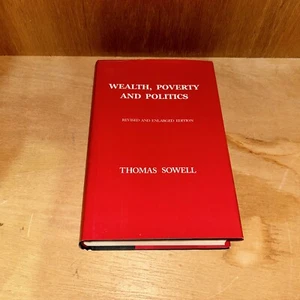 WEALTH, POVERTY
AND POLITICS
REVISED AND ENLARGED EDITION
THOMAS SOWELL